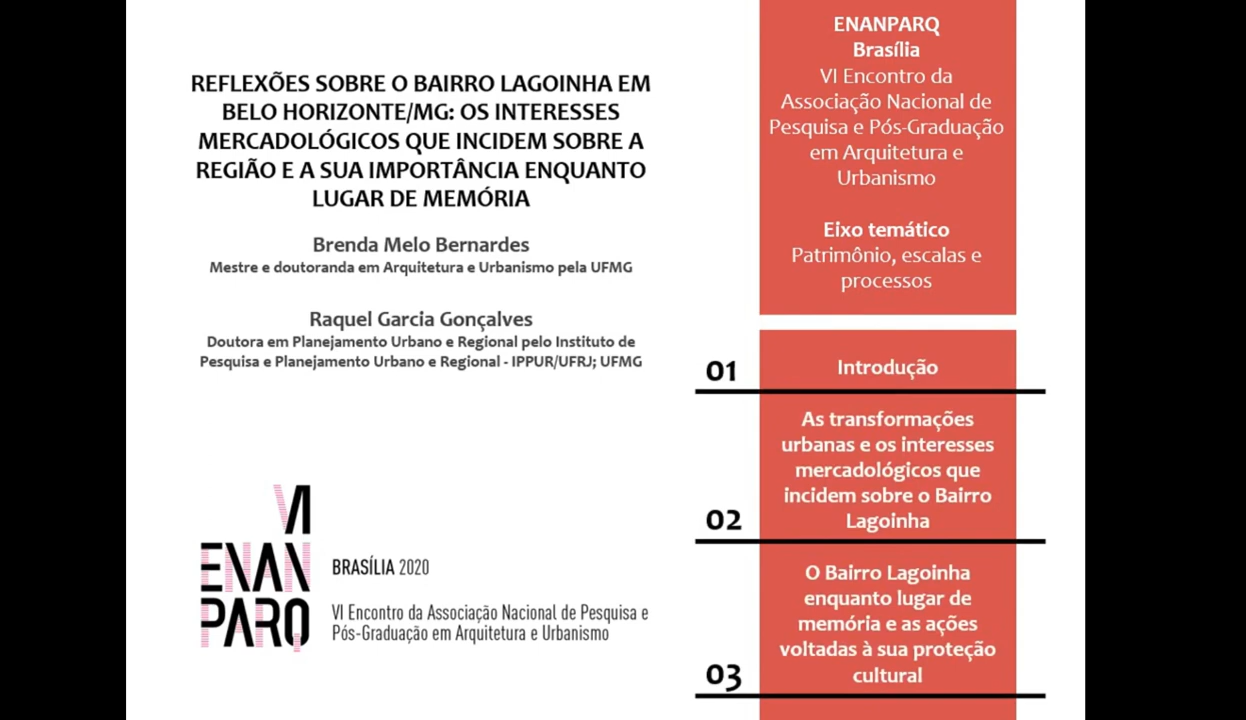 REFLEXÕES SOBRE O BAIRRO LAGOINHA EM
BELO HORIZONTE/MG: OS INTERESSES
MERCADOLÓGICOS QUE INCIDEM SOBRE A
REGIÃO E A SUA IMPORTÂNCIA ENQUANTO
LUGAR DE MEMÓRIA
Brenda Melo Bernardes
Mestre e doutoranda em Arquitetura e Urbanismo pela UFMG
Raquel Garcia Gonçalves
Doutora em Planejamento Urbano e Regional pelo Instituto de
Pesquisa e Planejamento Urbano e Regional - IPPUR/UFRJ; UFMG
VI
ENAN
PARQ
BRASÍLIA 2020
VI Encontro da Associação Nacional de Pesquisa e
Pós-Graduação em Arquitetura e Urbanismo
ENANPARQ
Brasília
VI Encontro da
Associação Nacional de
Pesquisa e Pós-Graduação
em Arquitetura e
Urbanismo
Eixo temático
Patrimônio, escalas e
processos
01
Introdução
As transformações
urbanas e os interesses
mercadológicos que
incidem sobre o Bairro
Lagoinha
02
O Bairro Lagoinha
enquanto lugar de
memória e as ações
voltadas à sua proteção
cultural
03